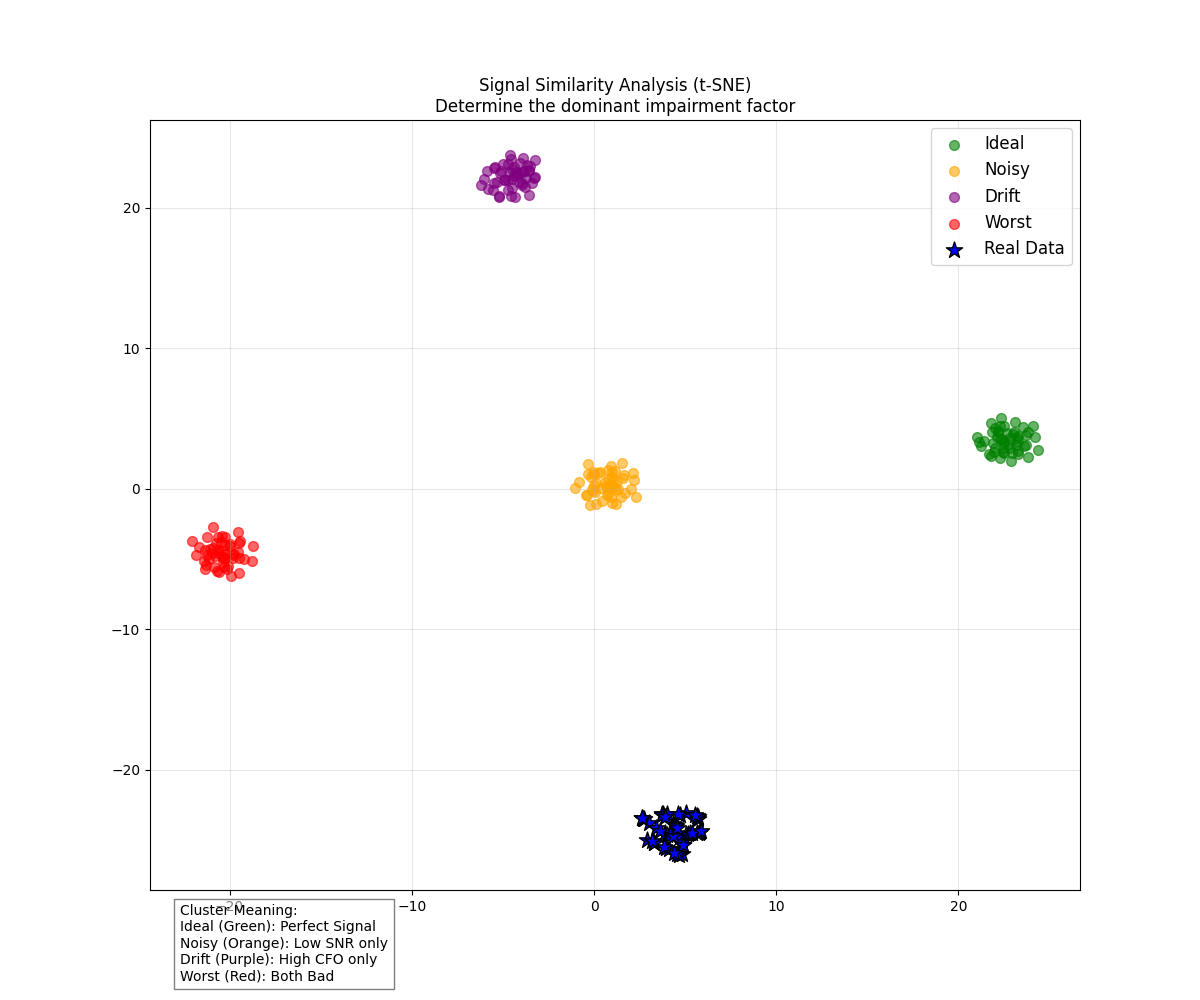 Signal Similarity Analysis (t-SNE)
Determine the dominant impairment factor
Ideal
Noisy
Drift
Worst
Real Data
20
10
0
−10
−20
−20
−10
0
10
20
Cluster Meaning:
Ideal (Green): Perfect Signal
Noisy (Orange): Low SNR only
Drift (Purple): High CFO only
Worst (Red): Both Bad